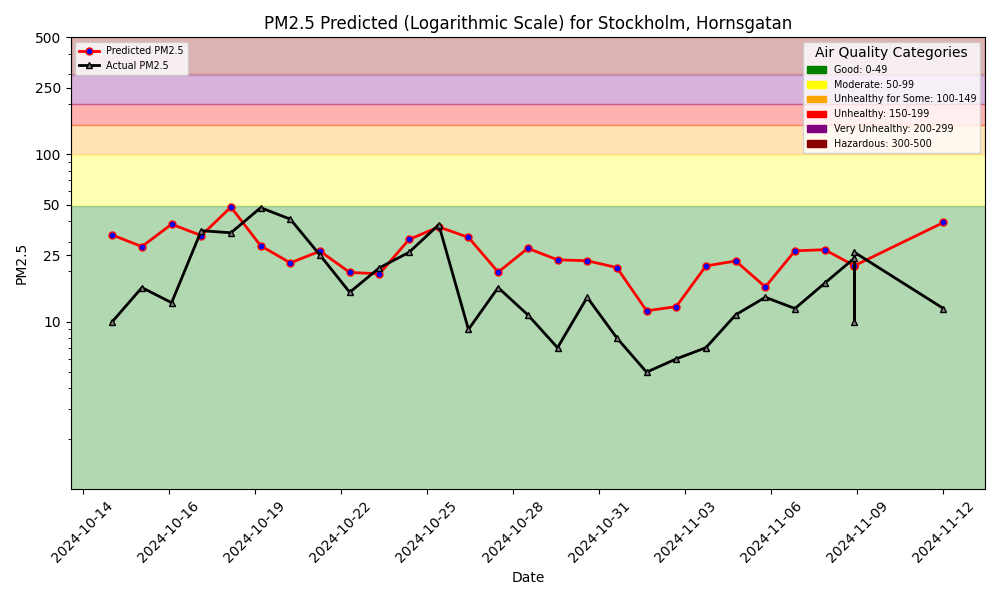 PM2.5 Predicted (Logarithmic Scale) for Stockholm, Hornsgatan
Predicted PM2.5
Actual PM2.5
Air Quality Categories
Good: 0-49
Moderate: 50-99
Unhealthy for Some: 100-149
Unhealthy: 150-199
Very Unhealthy: 200-299
Hazardous: 300-500
500
250
100
50
25
10
PM2.5
2024-10-14
2024-10-16
2024-10-19
2024-10-22
2024-10-25
2024-10-28
2024-10-31
2024-11-03
2024-11-06
2024-11-09
2024-11-12
Date